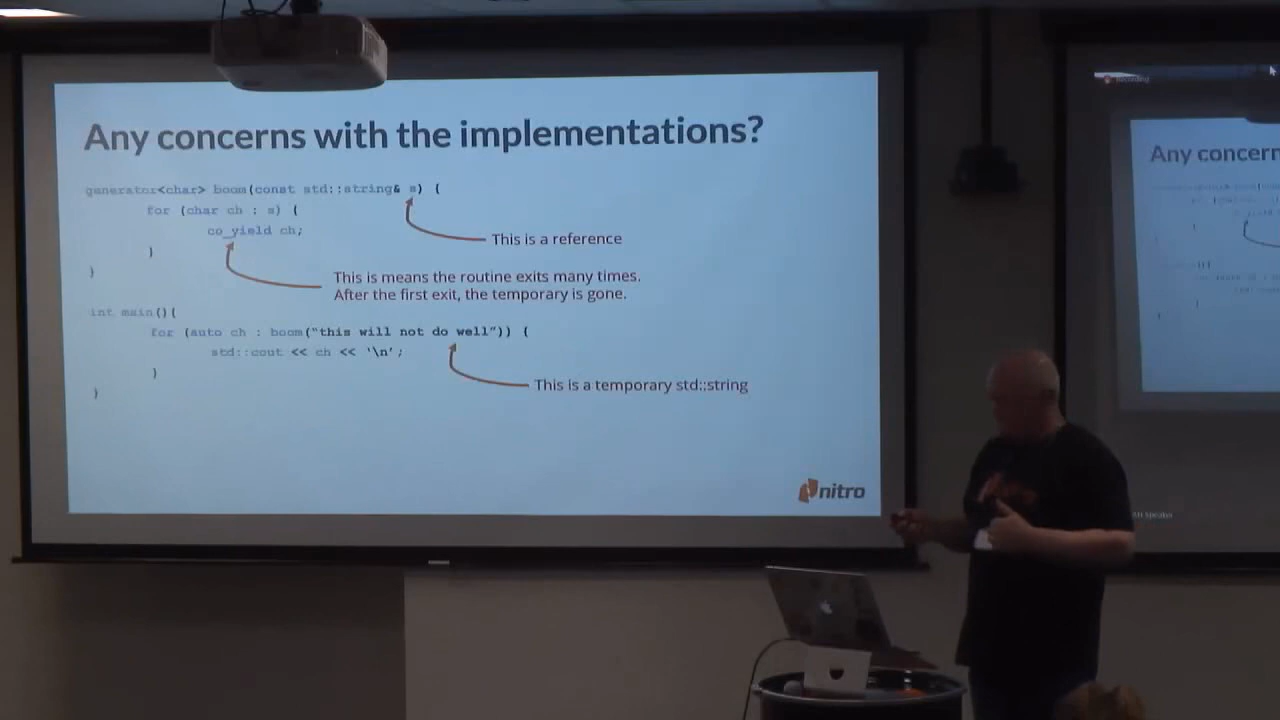 Any concerns with the implementations?
generator<char> boom(const std::string& s) {
for (char ch : s) {
co_yield ch;
}
}
This is a reference
This is means the routine exits many times.
After the first exit, the temporary is gone.
int main(){
for (auto ch : boom("this will not do well")) {
std::cout << ch << '\n';
}
}
This is a temporary std::string
nitro
Recording
Any concern